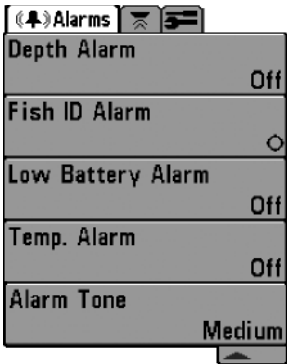 Alarms
Depth Alarm
Off
Fish ID Alarm
Low Battery Alarm
Off
Temp. Alarm
Off
Alarm Tone
Medium